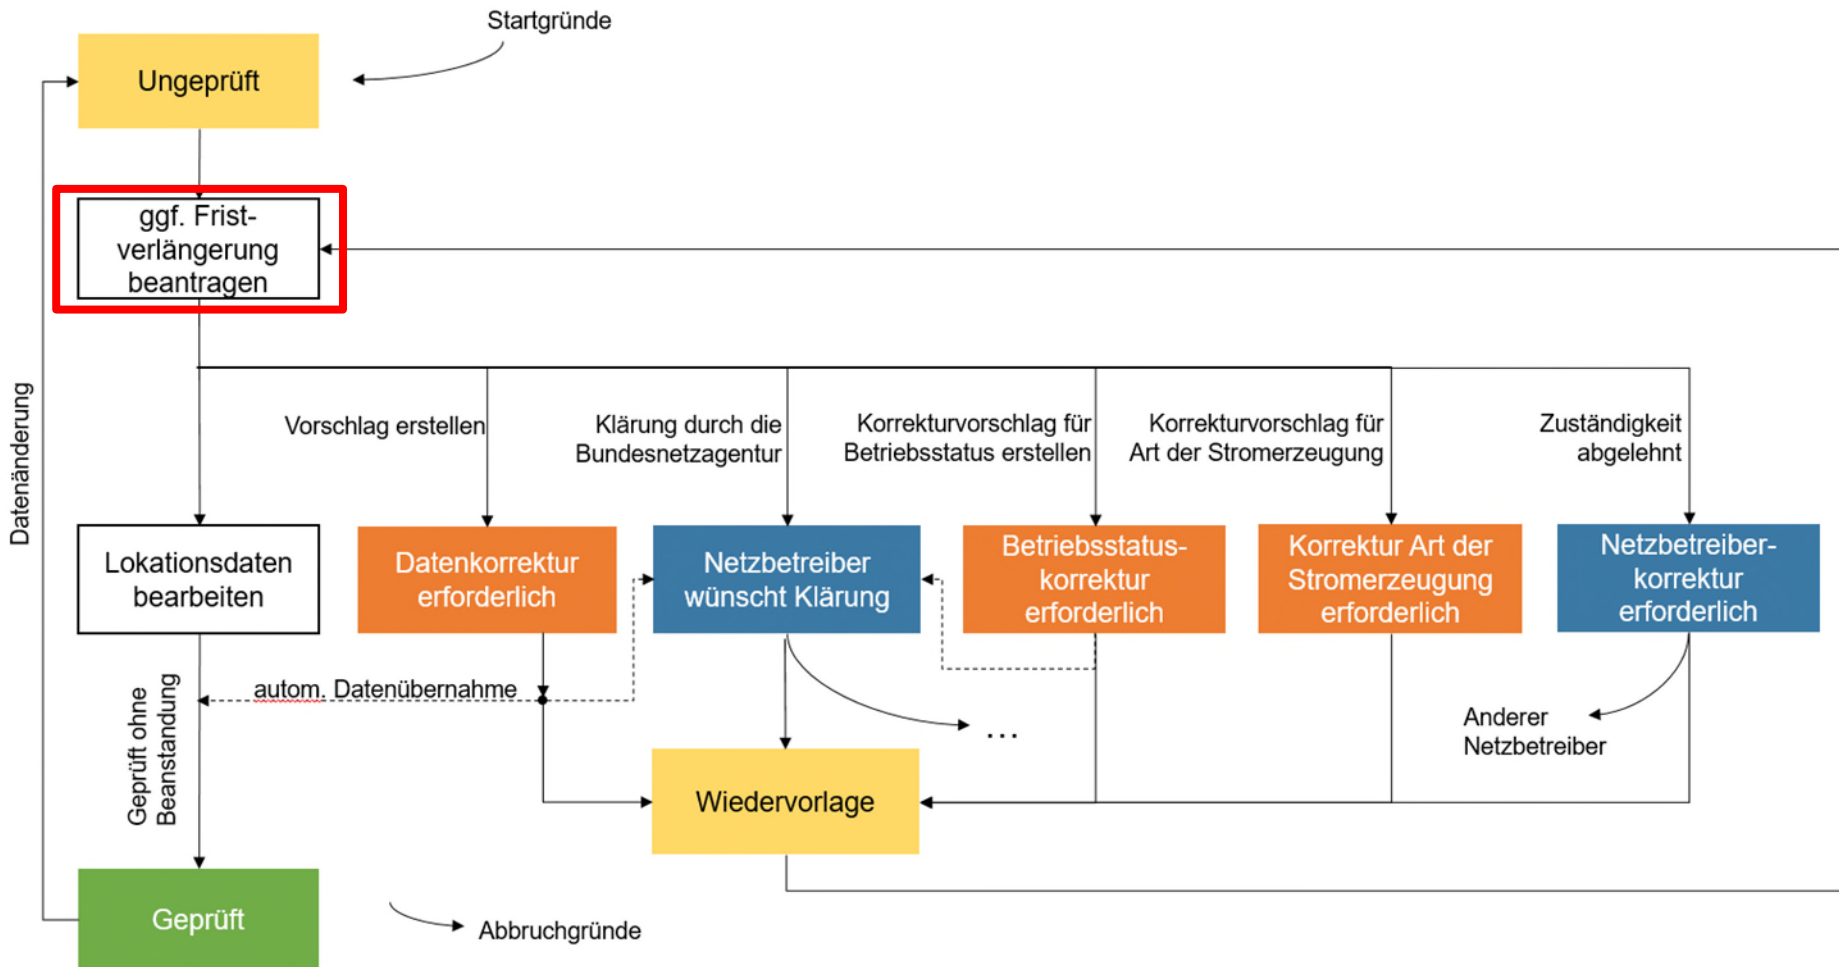 Startgründe
Ungeprüft
ggf. Frist-
verlängerung
beantragen
Datenänderung
Vorschlag erstellen
Klärung durch die
Bundesnetzagentur
Korrekturvorschlag für
Betriebsstatus erstellen
Korrekturvorschlag für
Art der Stromerzeugung
Zuständigkeit
abgelehnt
Lokationsdaten
bearbeiten
Datenkorrektur
erforderlich
Netzbetreiber
wünscht Klärung
Betriebsstatus-
korrektur
erforderlich
Korrektur Art der
Stromerzeugung
erforderlich
Netzbetreiber-
korrektur
erforderlich
autom. Datenübernahme
Geprüft ohne
Beanstandung
...
Anderer
Netzbetreiber
Wiedervorlage
Geprüft
Abbruchgründe